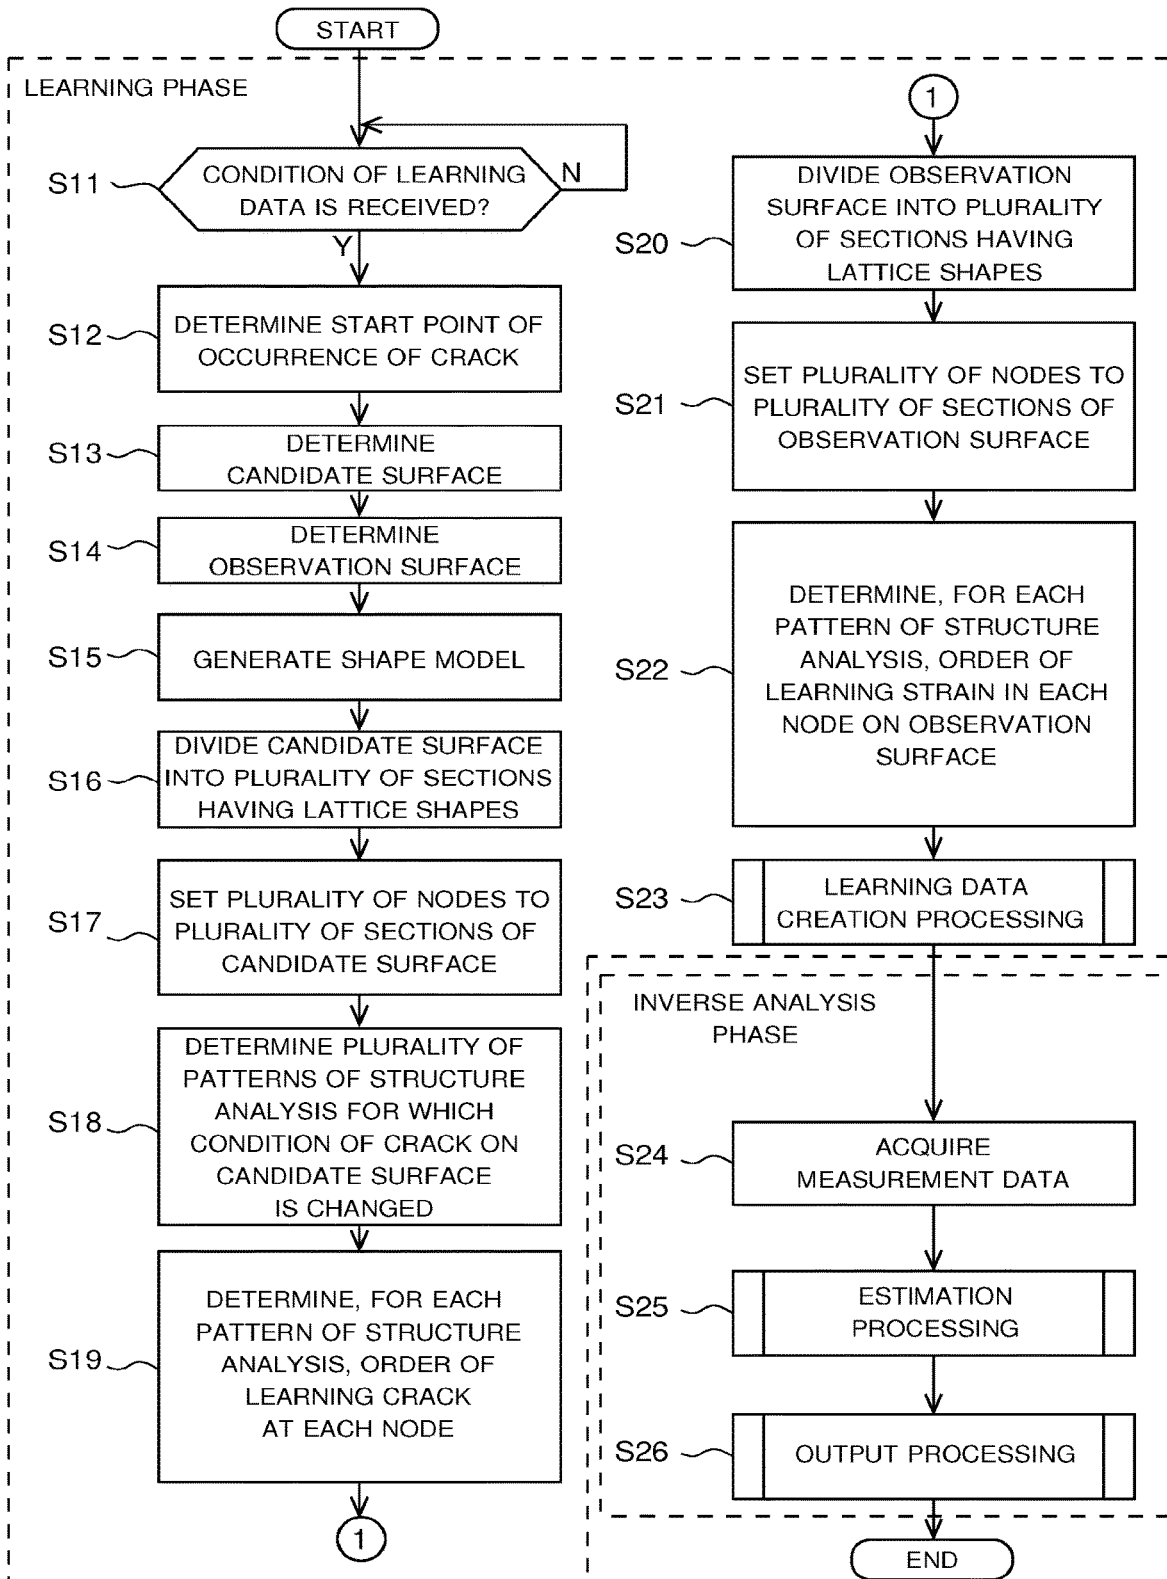 START
LEARNING PHASE
S11
CONDITION OF LEARNING
DATA IS RECEIVED?
N
Y
S12
DETERMINE START POINT OF
OCCURRENCE OF CRACK
S13
DETERMINE
CANDIDATE SURFACE
S14
DETERMINE
OBSERVATION SURFACE
S15
GENERATE SHAPE MODEL
S16
DIVIDE CANDIDATE SURFACE
INTO PLURALITY OF SECTIONS
HAVING LATTICE SHAPES
S17
SET PLURALITY OF NODES TO
PLURALITY OF SECTIONS OF
CANDIDATE SURFACE
S18
DETERMINE PLURALITY OF
PATTERNS OF STRUCTURE
ANALYSIS FOR WHICH
CONDITION OF CRACK ON
CANDIDATE SURFACE
IS CHANGED
S19
DETERMINE, FOR EACH
PATTERN OF STRUCTURE
ANALYSIS, ORDER OF
LEARNING CRACK
AT EACH NODE
1
1
S20
DIVIDE OBSERVATION
SURFACE INTO PLURALITY
OF SECTIONS HAVING
LATTICE SHAPES
S21
SET PLURALITY OF NODES TO
PLURALITY OF SECTIONS OF
OBSERVATION SURFACE
S22
DETERMINE, FOR EACH
PATTERN OF STRUCTURE
ANALYSIS, ORDER OF
LEARNING STRAIN IN EACH
NODE ON OBSERVATION
SURFACE
S23
LEARNING DATA
CREATION PROCESSING
INVERSE ANALYSIS
PHASE
S24
ACQUIRE
MEASUREMENT DATA
S25
ESTIMATION
PROCESSING
S26
OUTPUT PROCESSING
END